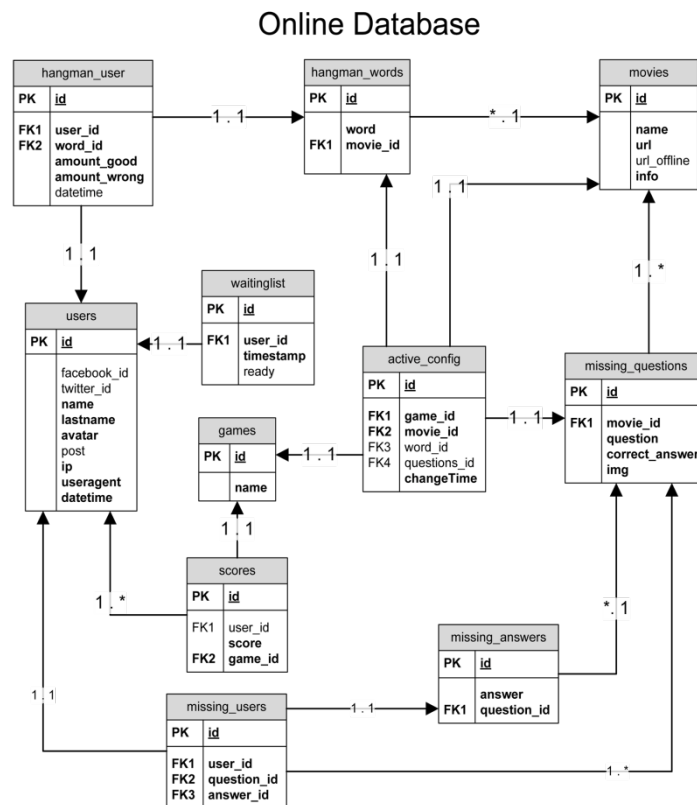 Online Database
hangman_user
PK id
FK1 user_id
FK2 word_id
amount_good
amount_wrong
datetime
1..1
hangman_words
PK id
word
FK1 movie_id
*..1
movies
PK id
name
url
url_offline
info
1..1
1..1
1..1
1..*
users
PK id
facebook_id
twitter_id
name
lastname
avatar
post
ip
useragent
datetime
1..1
waitinglist
PK id
FK1 user_id
timestamp
ready
active_config
PK id
FK1 game_id
FK2 movie_id
FK3 word_id
FK4 questions_id
changeTime
1..1
missing_questions
PK id
FK1 movie_id
question
correct_answer
img
games
PK id
name
1..1
1..1
scores
PK id
FK1 user_id
score
FK2 game_id
1..*
missing_answers
PK id
answer
FK1 question_id
*..1
1..1
missing_users
PK id
FK1 user_id
FK2 question_id
FK3 answer_id
1..1
1..*